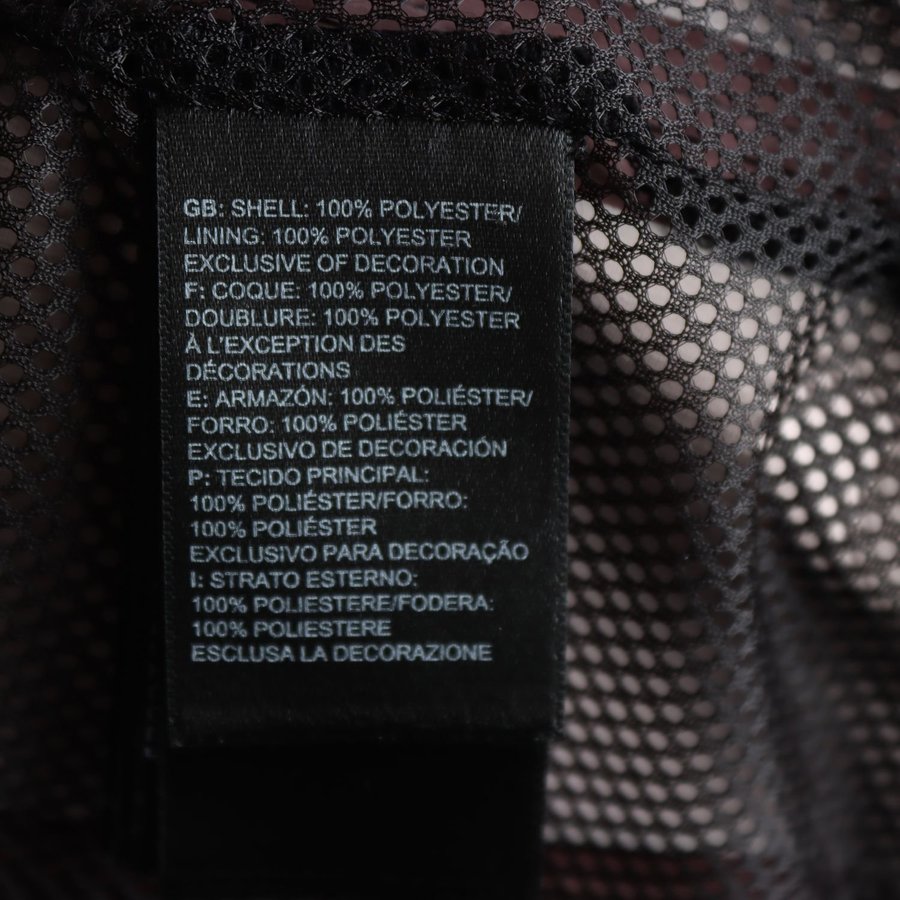 GB: SHELL: 100% POLYESTER/
LINING: 100% POLYESTER
EXCLUSIVE OF DECORATION
F: COQUE: 100% POLYESTER/
DOUBLURE: 100% POLYESTER
À L'EXCEPTION DES
DÉCORATIONS
E: ARMAZÓN: 100% POLIÉSTER/
FORRO: 100% POLIÉSTER
EXCLUSIVO DE DECORACIÓN
P: TECIDO PRINCIPAL:
100% POLIÉSTER/FORRO:
100% POLIÉSTER
EXCLUSIVO PARA DECORAÇÃO
I: STRATO ESTERNO:
100% POLIESTERE/FODERA:
100% POLIESTERE
ESCLUSA LA DECORAZIONE